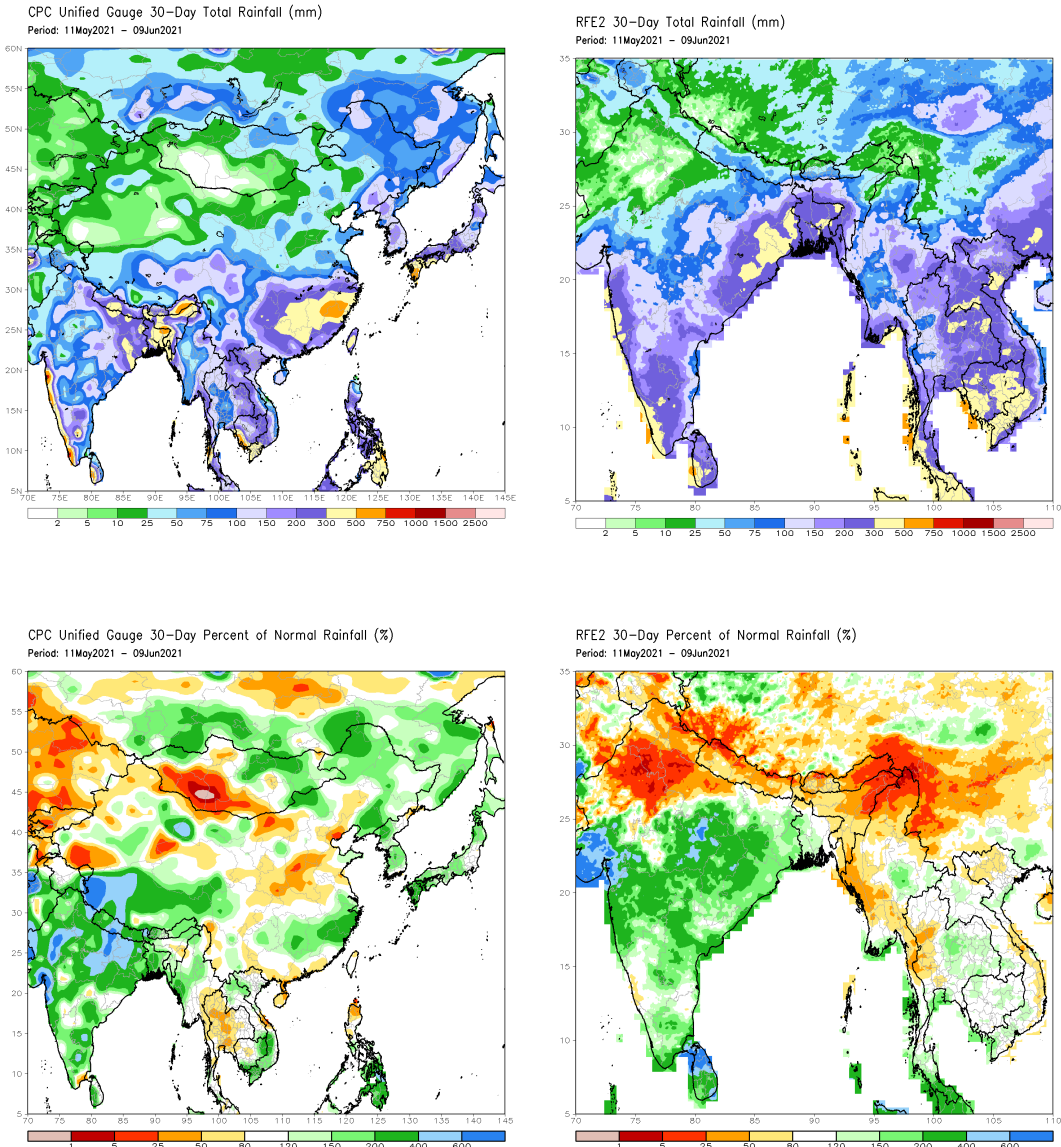 CPC Unified Gauge 30-Day Total Rainfall (mm)
Period: 11May2021 - 09Jun2021
60N
55N
50N
45N
40N
35N
30N
25N
20N
15N
10N
5N
70E 75E 80E 85E 90E 95E 100E 105E 110E 115E 120E 125E 130E 135E 140E 145E
2 5 10 25 50 75 100 150 200 300 500 750 1000 1500 2500
RFE2 30-Day Total Rainfall (mm)
Period: 11May2021 - 09Jun2021
35
30
25
20
15
10
5
70 75 80 85 90 95 100 105 110
2 5 10 25 50 75 100 150 200 300 500 750 1000 1500 2500
CPC Unified Gauge 30-Day Percent of Normal Rainfall (%)
Period: 11May2021 - 09Jun2021
60
55
50
45
40
35
30
25
20
15
10
5
70 75 80 85 90 95 100 105 110 115 120 125 130 135 140 145
1 5 25 50 80 120 150 200 400 600
RFE2 30-Day Percent of Normal Rainfall (%)
Period: 11May2021 - 09Jun2021
35
30
25
20
15
10
5
70 75 80 85 90 95 100 105 110
1 5 25 50 80 120 150 200 400 600